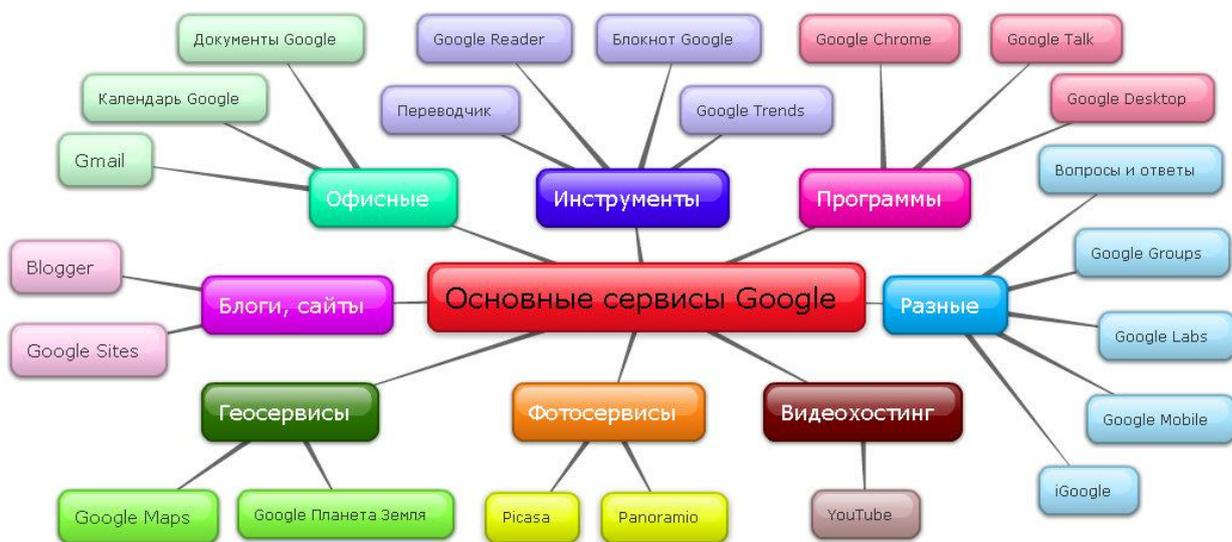 Документы Google
Google Reader
Блокнот Google
Google Chrome
Google Talk
Календарь Google
Переводчик
Google Trends
Google Desktop
Gmail
Офисные
Инструменты
Программы
Вопросы и ответы
Blogger
Блоги, сайты
Основные сервисы Google
Разные
Google Groups
Google Sites
Google Labs
Геосервисы
Фотосервисы
Видеохостинг
Google Mobile
Google Maps
Google Планета Земля
Picasa
Panoramio
YouTube
iGoogle